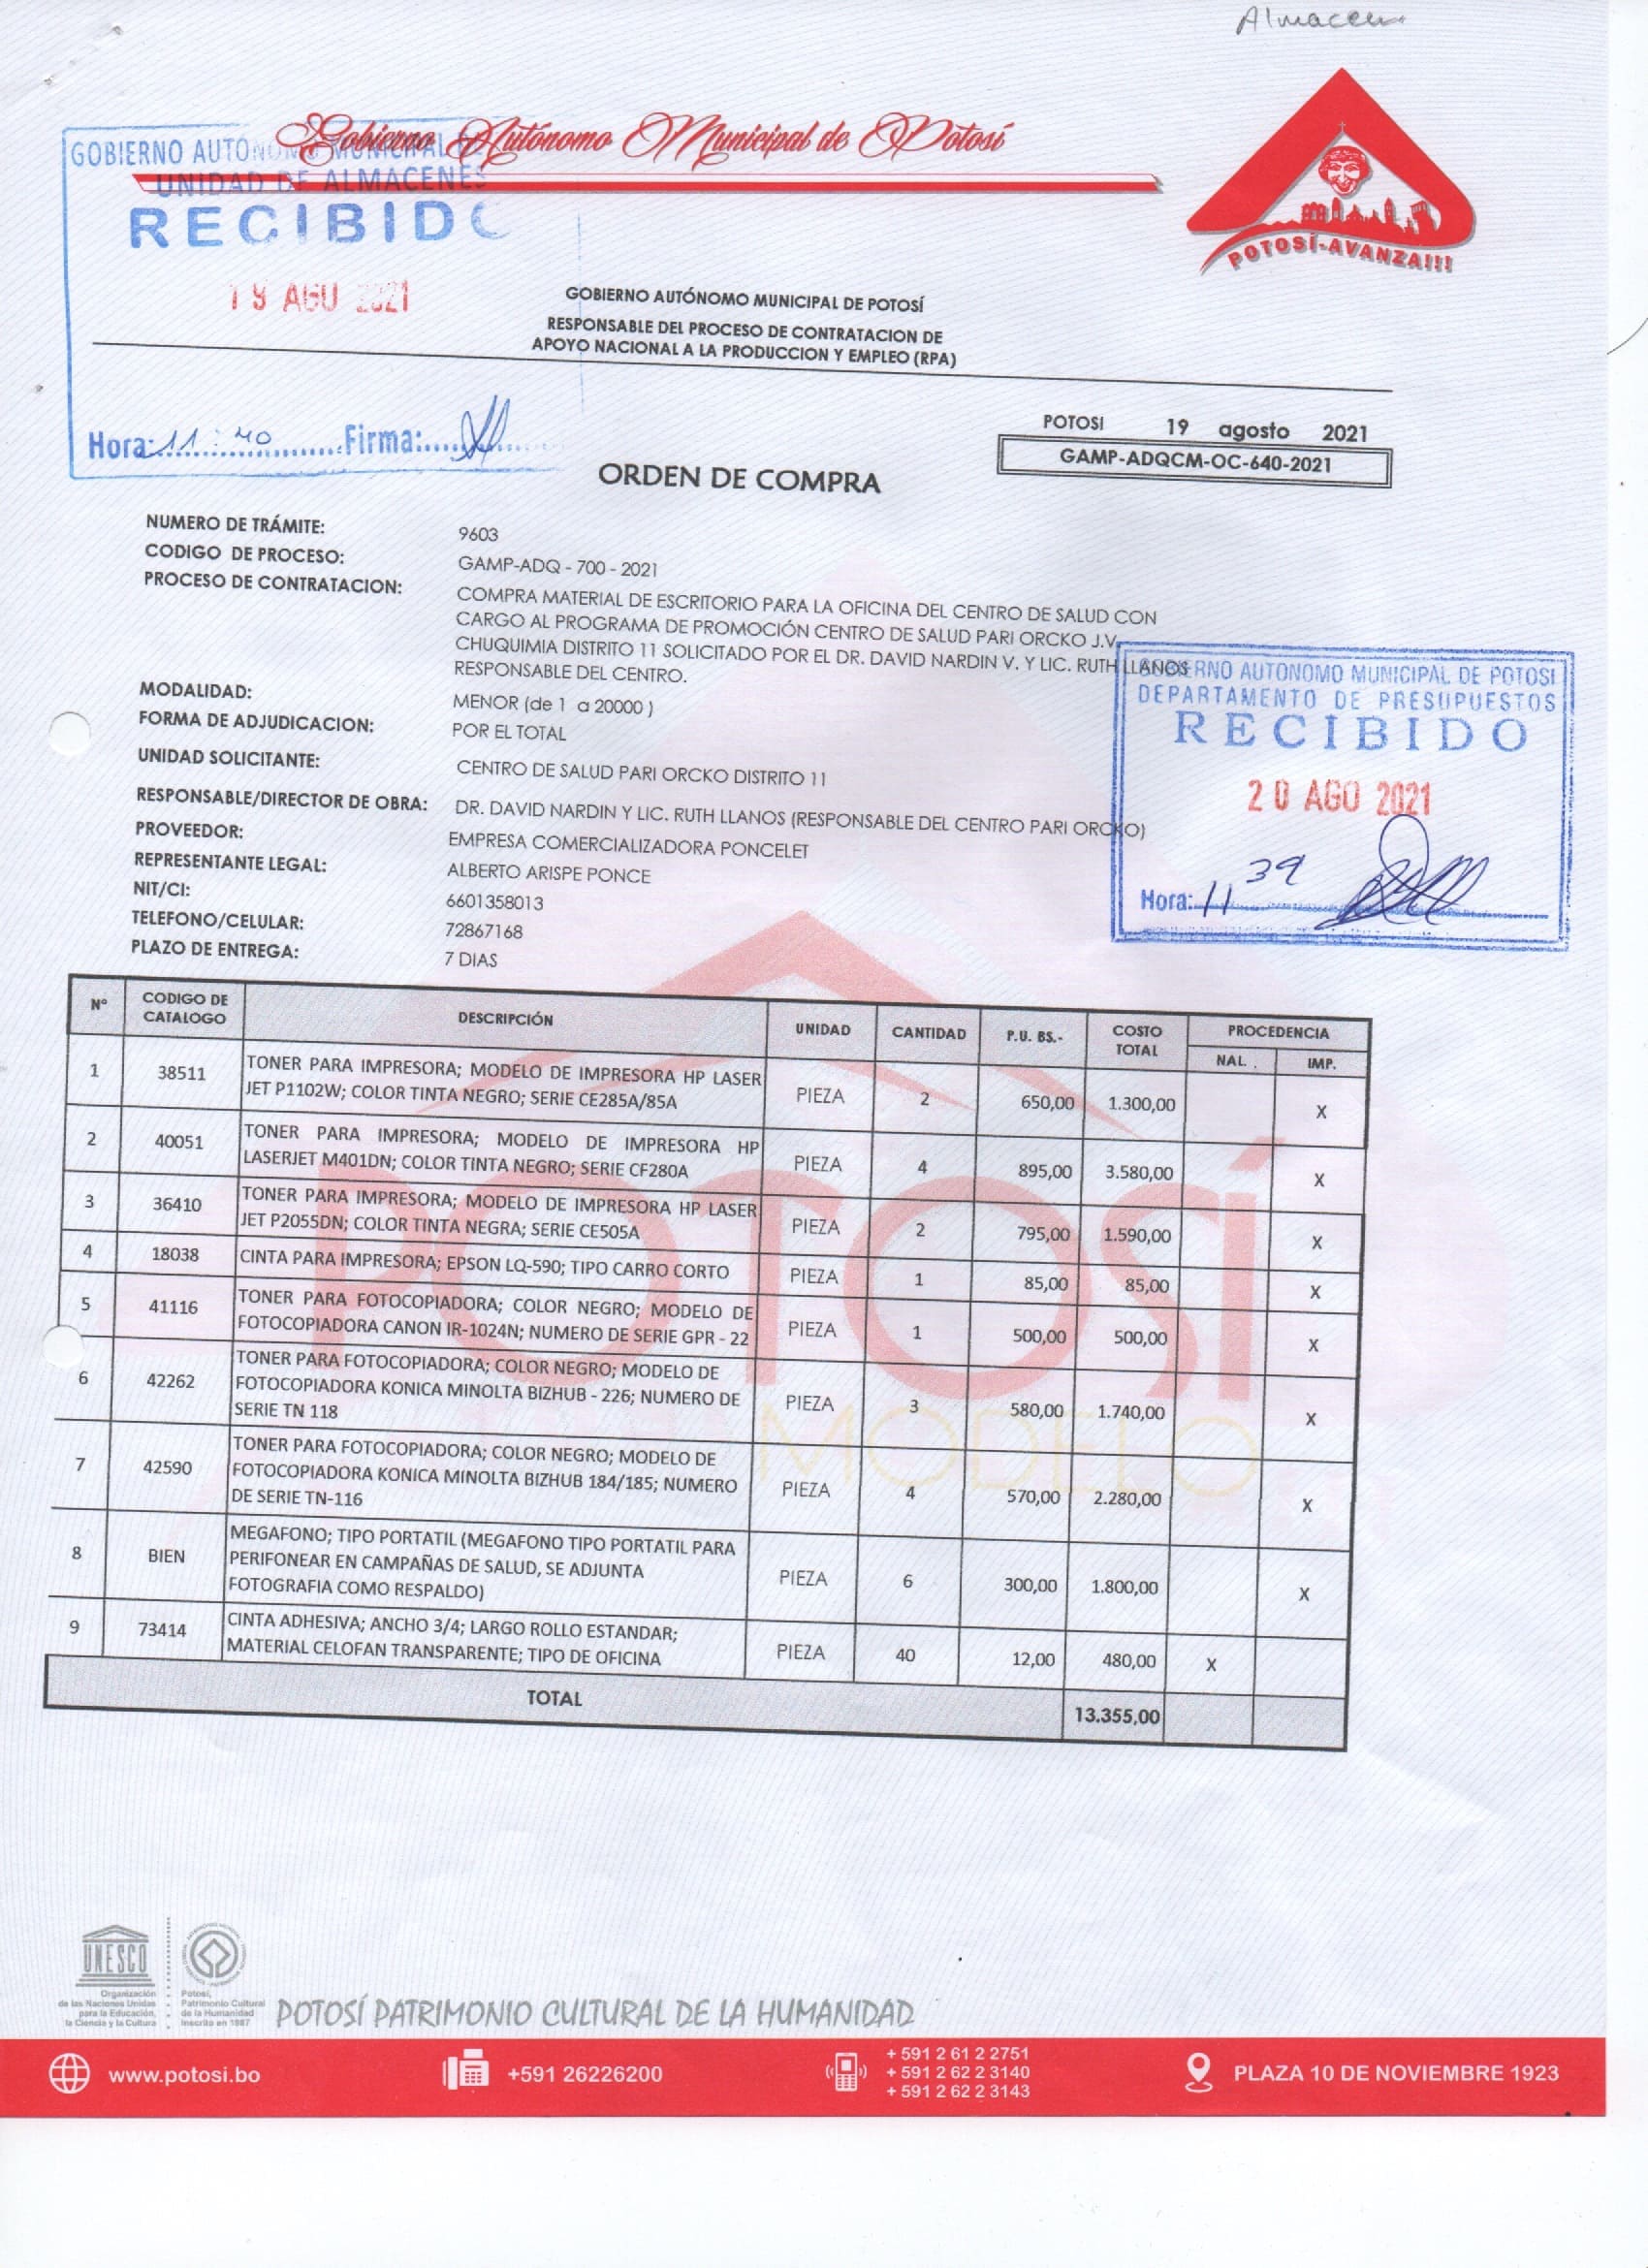 Almacen
Gobierno Autónomo Municipal de Potosí
GOBIERNO AUTÓNOMO MUNICIPAL
UNIDAD DE ALMACENES
RECIBIDO
19 AGO 2021
Hora: 11:40 Firma:
POTOSÍ-AVANZA!!!
GOBIERNO AUTÓNOMO MUNICIPAL DE POTOSÍ
RESPONSABLE DEL PROCESO DE CONTRATACION DE
APOYO NACIONAL A LA PRODUCCION Y EMPLEO (RPA)
POTOSI 19 agosto 2021
GAMP-ADQCM-OC-640-2021
ORDEN DE COMPRA
NUMERO DE TRÁMITE: 9603
CODIGO DE PROCESO: GAMP-ADQ - 700 - 2021
PROCESO DE CONTRATACION: COMPRA MATERIAL DE ESCRITORIO PARA LA OFICINA DEL CENTRO DE SALUD CON
CARGO AL PROGRAMA DE PROMOCIÓN CENTRO DE SALUD PARI ORCKO J.V.
CHUQUIMIA DISTRITO 11 SOLICITADO POR EL DR. DAVID NARDIN V. Y LIC. RUTH LLANOS
RESPONSABLE DEL CENTRO.
MODALIDAD: MENOR (de 1 a 20000 )
FORMA DE ADJUDICACION: POR EL TOTAL
UNIDAD SOLICITANTE: CENTRO DE SALUD PARI ORCKO DISTRITO 11
RESPONSABLE/DIRECTOR DE OBRA: DR. DAVID NARDIN Y LIC. RUTH LLANOS (RESPONSABLE DEL CENTRO PARI ORCKO)
PROVEEDOR: EMPRESA COMERCIALIZADORA PONCELET
REPRESENTANTE LEGAL: ALBERTO ARISPE PONCE
NIT/CI: 6601358013
TELEFONO/CELULAR: 72867168
PLAZO DE ENTREGA: 7 DIAS
GOBIERNO AUTONOMO MUNICIPAL DE POTOSI
DEPARTAMENTO DE PRESUPUESTOS
RECIBIDO
20 AGO 2021
Hora: 11 39
N° CODIGO DE CATALOGO DESCRIPCIÓN UNIDAD CANTIDAD P.U. BS.- COSTO TOTAL PROCEDENCIA
NAL. IMP.
1 38511 TONER PARA IMPRESORA; MODELO DE IMPRESORA HP LASER
JET P1102W; COLOR TINTA NEGRO; SERIE CE285A/85A PIEZA 2 650,00 1.300,00 X
2 40051 TONER PARA IMPRESORA; MODELO DE IMPRESORA HP
LASERJET M401DN; COLOR TINTA NEGRO; SERIE CF280A PIEZA 4 895,00 3.580,00 X
3 36410 TONER PARA IMPRESORA; MODELO DE IMPRESORA HP LASER
JET P2055DN; COLOR TINTA NEGRA; SERIE CE505A PIEZA 2 795,00 1.590,00 X
4 18038 CINTA PARA IMPRESORA; EPSON LQ-590; TIPO CARRO CORTO PIEZA 1 85,00 85,00 X
5 41116 TONER PARA FOTOCOPIADORA; COLOR NEGRO; MODELO DE
FOTOCOPIADORA CANON IR-1024N; NUMERO DE SERIE GPR - 22 PIEZA 1 500,00 500,00 X
6 42262 TONER PARA FOTOCOPIADORA; COLOR NEGRO; MODELO DE
FOTOCOPIADORA KONICA MINOLTA BIZHUB - 226; NUMERO DE
SERIE TN 118 PIEZA 3 580,00 1.740,00 X
7 42590 TONER PARA FOTOCOPIADORA; COLOR NEGRO; MODELO DE
FOTOCOPIADORA KONICA MINOLTA BIZHUB 184/185; NUMERO
DE SERIE TN-116 PIEZA 4 570,00 2.280,00 X
8 BIEN MEGAFONO; TIPO PORTATIL (MEGAFONO TIPO PORTATIL PARA
PERIFONEAR EN CAMPAÑAS DE SALUD, SE ADJUNTA
FOTOGRAFIA COMO RESPALDO) PIEZA 6 300,00 1.800,00 X
9 73414 CINTA ADHESIVA; ANCHO 3/4; LARGO ROLLO ESTANDAR;
MATERIAL CELOFAN TRANSPARENTE; TIPO DE OFICINA PIEZA 40 12,00 480,00 X
TOTAL 13.355,00
POTOSÍ
MODELO
UNESCO
Organización
de las Naciones Unidas
para la Educación,
la Ciencia y la Cultura
Potosí,
Patrimonio Cultural
de la Humanidad
inscrito en 1987
POTOSÍ PATRIMONIO CULTURAL DE LA HUMANIDAD
www.potosi.bo
+591 26226200
+ 591 2 61 2 2751
+ 591 2 62 2 3140
+ 591 2 62 2 3143
PLAZA 10 DE NOVIEMBRE 1923